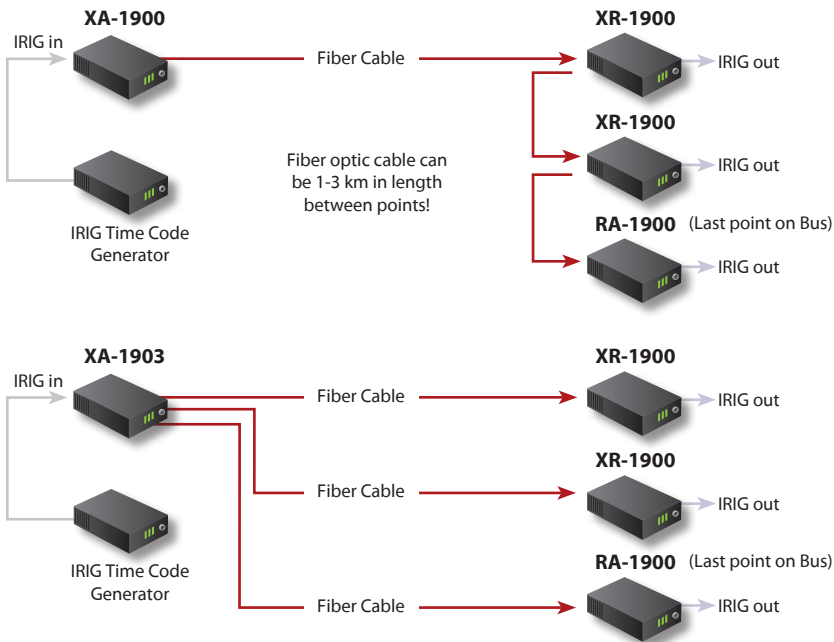 XA-1900
XR-1900
IRIG in
Fiber Cable
IRIG out
XR-1900
Fiber optic cable can
be 1-3 km in length
between points!
IRIG out
IRIG Time Code
Generator
RA-1900 (Last point on Bus)
IRIG out
XA-1903
XR-1900
IRIG in
Fiber Cable
IRIG out
XR-1900
Fiber Cable
IRIG out
IRIG Time Code
Generator
RA-1900 (Last point on Bus)
Fiber Cable
IRIG out